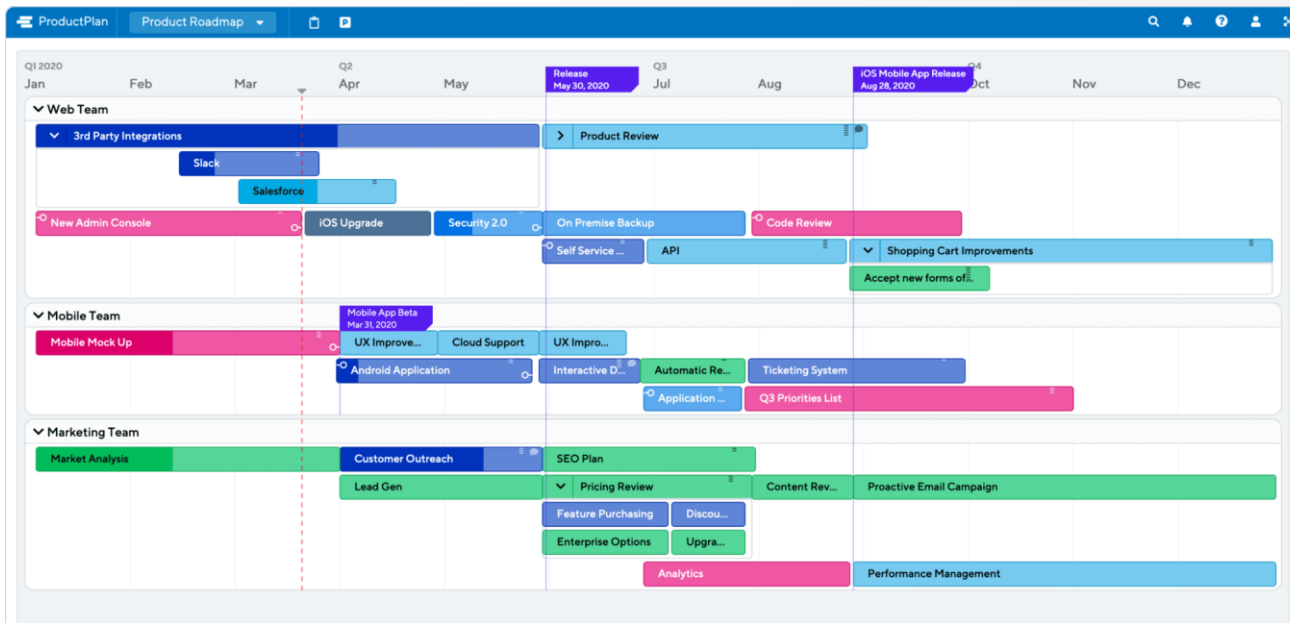 ProductPlan Product Roadmap P
Q1 2020 Q2 Q3 Q4
Jan Feb Mar Apr May Jul Aug Oct Nov Dec
Release
May 30, 2020
iOS Mobile App Release
Aug 28, 2020
Web Team
3rd Party Integrations Product Review
Slack
Salesforce
New Admin Console iOS Upgrade Security 2.0 On Premise Backup Code Review
Self Service ... API Shopping Cart Improvements
Accept new forms of...
Mobile Team
Mobile App Beta
Mar 31, 2020
Mobile Mock Up UX Improve... Cloud Support UX Impro...
Android Application Interactive D... Automatic Re... Ticketing System
Application ... Q3 Priorities List
Marketing Team
Market Analysis Customer Outreach SEO Plan
Lead Gen Pricing Review Content Rev... Proactive Email Campaign
Feature Purchasing Discou...
Enterprise Options Upgra...
Analytics Performance Management